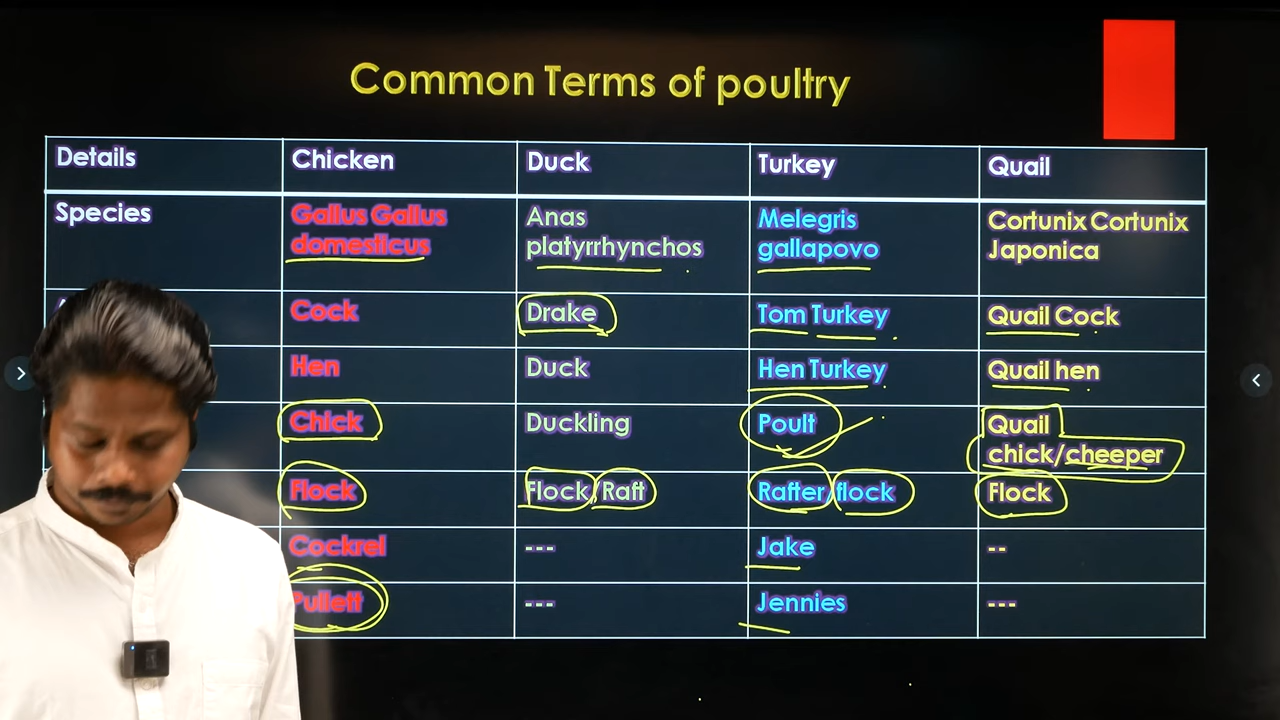 Common Terms of poultry
Details Chicken Duck Turkey Quail
Species Gallus Gallus domesticus Anas platyrrhynchos Melegris gallapovo Cortunix Cortunix Japonica
Cock Drake Tom Turkey Quail Cock
Hen Duck Hen Turkey Quail hen
Chick Duckling Poult Quail chick/cheeper
Flock Flock/Raft Rafter/flock Flock
Cockrel --- Jake --
Pullett --- Jennies ---